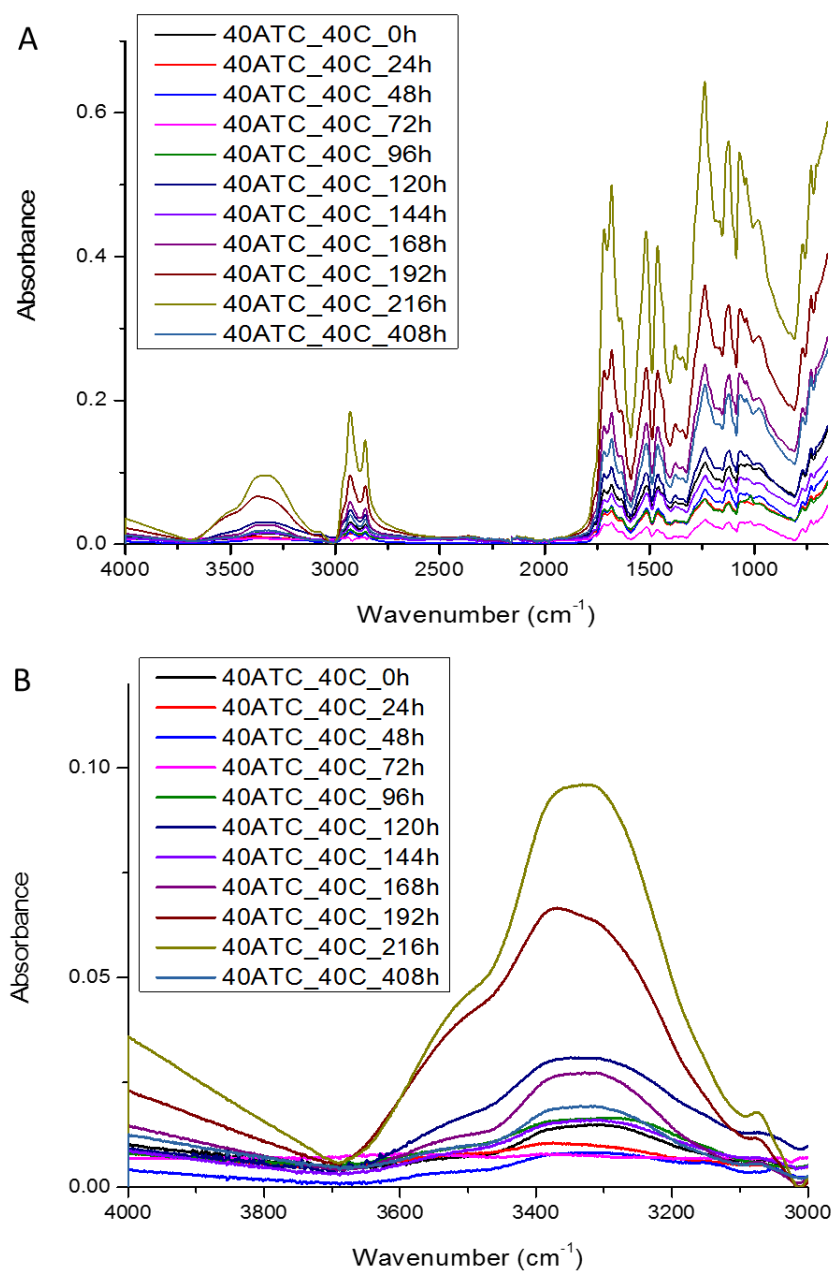 A
40ATC_40C_0h
40ATC_40C_24h
40ATC_40C_48h
40ATC_40C_72h
40ATC_40C_96h
40ATC_40C_120h
40ATC_40C_144h
40ATC_40C_168h
40ATC_40C_192h
40ATC_40C_216h
40ATC_40C_408h
0.6
0.4
0.2
0.0
Absorbance
4000 3500 3000 2500 2000 1500 1000
Wavenumber (cm-1)
B
40ATC_40C_0h
40ATC_40C_24h
40ATC_40C_48h
40ATC_40C_72h
40ATC_40C_96h
40ATC_40C_120h
40ATC_40C_144h
40ATC_40C_168h
40ATC_40C_192h
40ATC_40C_216h
40ATC_40C_408h
0.10
0.05
0.00
Absorbance
4000 3800 3600 3400 3200 3000
Wavenumber (cm-1)